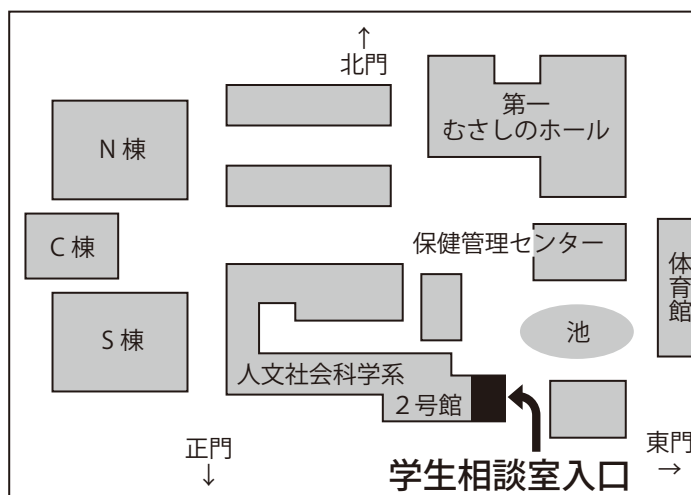 ↑
北門
第一
むさしのホール
N 棟
C 棟
保健管理センター
体育館
S 棟
池
人文社会科学系
2 号館
正門
↓
学生相談室入口
東門
→